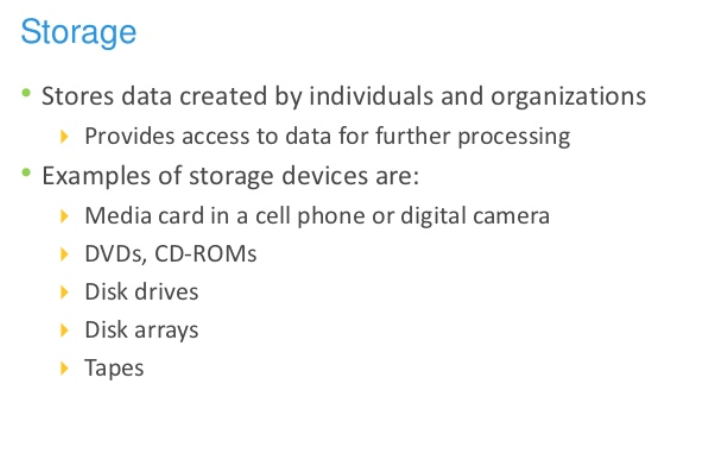 Storage
• Stores data created by individuals and organizations
Provides access to data for further processing
• Examples of storage devices are:
Media card in a cell phone or digital camera
DVDs, CD-ROMs
Disk drives
Disk arrays
Tapes